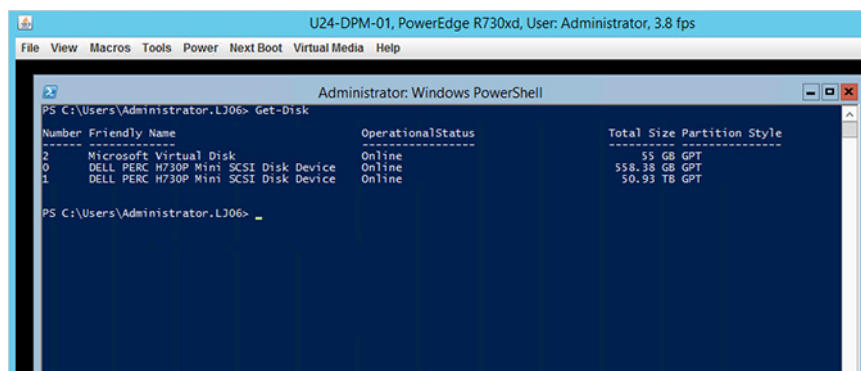 U24-DPM-01, PowerEdge R730xd, User: Administrator, 3.8 fps
File View Macros Tools Power Next Boot Virtual Media Help
Administrator: Windows PowerShell
PS C:\Users\Administrator.LJ06> Get-Disk
Number Friendly Name OperationalStatus Total Size Partition Style
------ ------------- ----------------- ---------- ---------------
2 Microsoft Virtual Disk Online 55 GB GPT
0 DELL PERC H730P Mini SCSI Disk Device Online 558.38 GB GPT
1 DELL PERC H730P Mini SCSI Disk Device Online 50.93 TB GPT
PS C:\Users\Administrator.LJ06> _